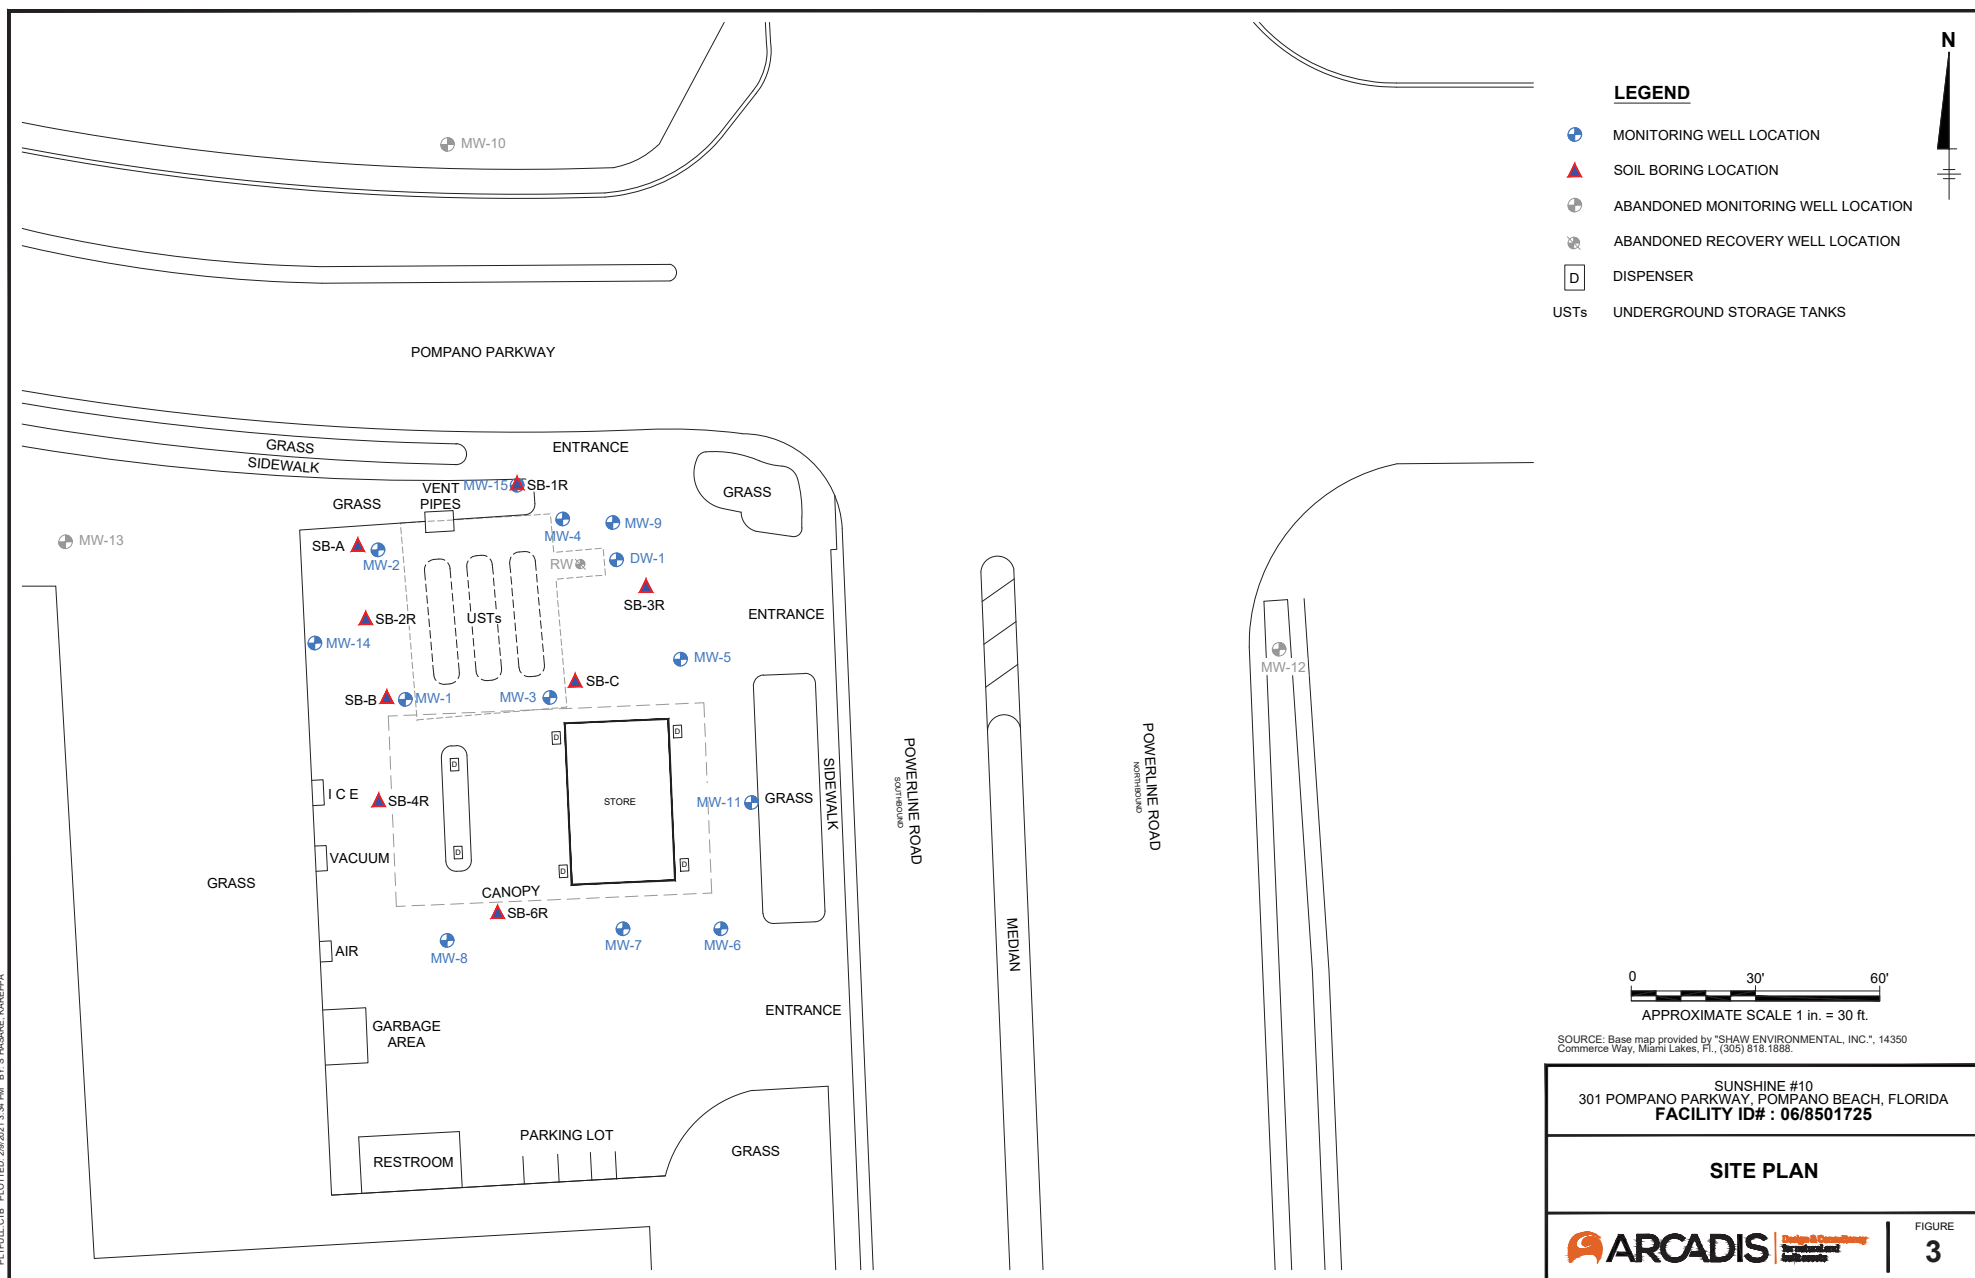 N
LEGEND
MONITORING WELL LOCATION
SOIL BORING LOCATION
ABANDONED MONITORING WELL LOCATION
ABANDONED RECOVERY WELL LOCATION
D DISPENSER
USTs UNDERGROUND STORAGE TANKS
MW-10
POMPANO PARKWAY
GRASS
SIDEWALK
ENTRANCE
GRASS
VENT
PIPES
MW-15
SB-1R
GRASS
MW-13
SB-A
MW-2
MW-4
MW-9
RW
DW-1
SB-3R
SB-2R
USTs
ENTRANCE
MW-14
MW-5
MW-12
SB-B
MW-1
MW-3
SB-C
D
D
D
I C E
SB-4R
STORE
MW-11
GRASS
SIDEWALK
POWERLINE ROAD
SOUTHBOUND
POWERLINE ROAD
NORTHBOUND
VACUUM
D
D
D
GRASS
CANOPY
SB-6R
MW-8
MW-7
MW-6
MEDIAN
AIR
GARBAGE
AREA
ENTRANCE
PARKING LOT
RESTROOM
GRASS
0 30' 60'
APPROXIMATE SCALE 1 in. = 30 ft.
SOURCE: Base map provided by "SHAW ENVIRONMENTAL, INC.", 14350
Commerce Way, Miami Lakes, Fl., (305) 818.1888.
SUNSHINE #10
301 POMPANO PARKWAY, POMPANO BEACH, FLORIDA
FACILITY ID# : 06/8501725
SITE PLAN
ARCADIS
Design & Consultancy
for natural and
built assets
FIGURE
3